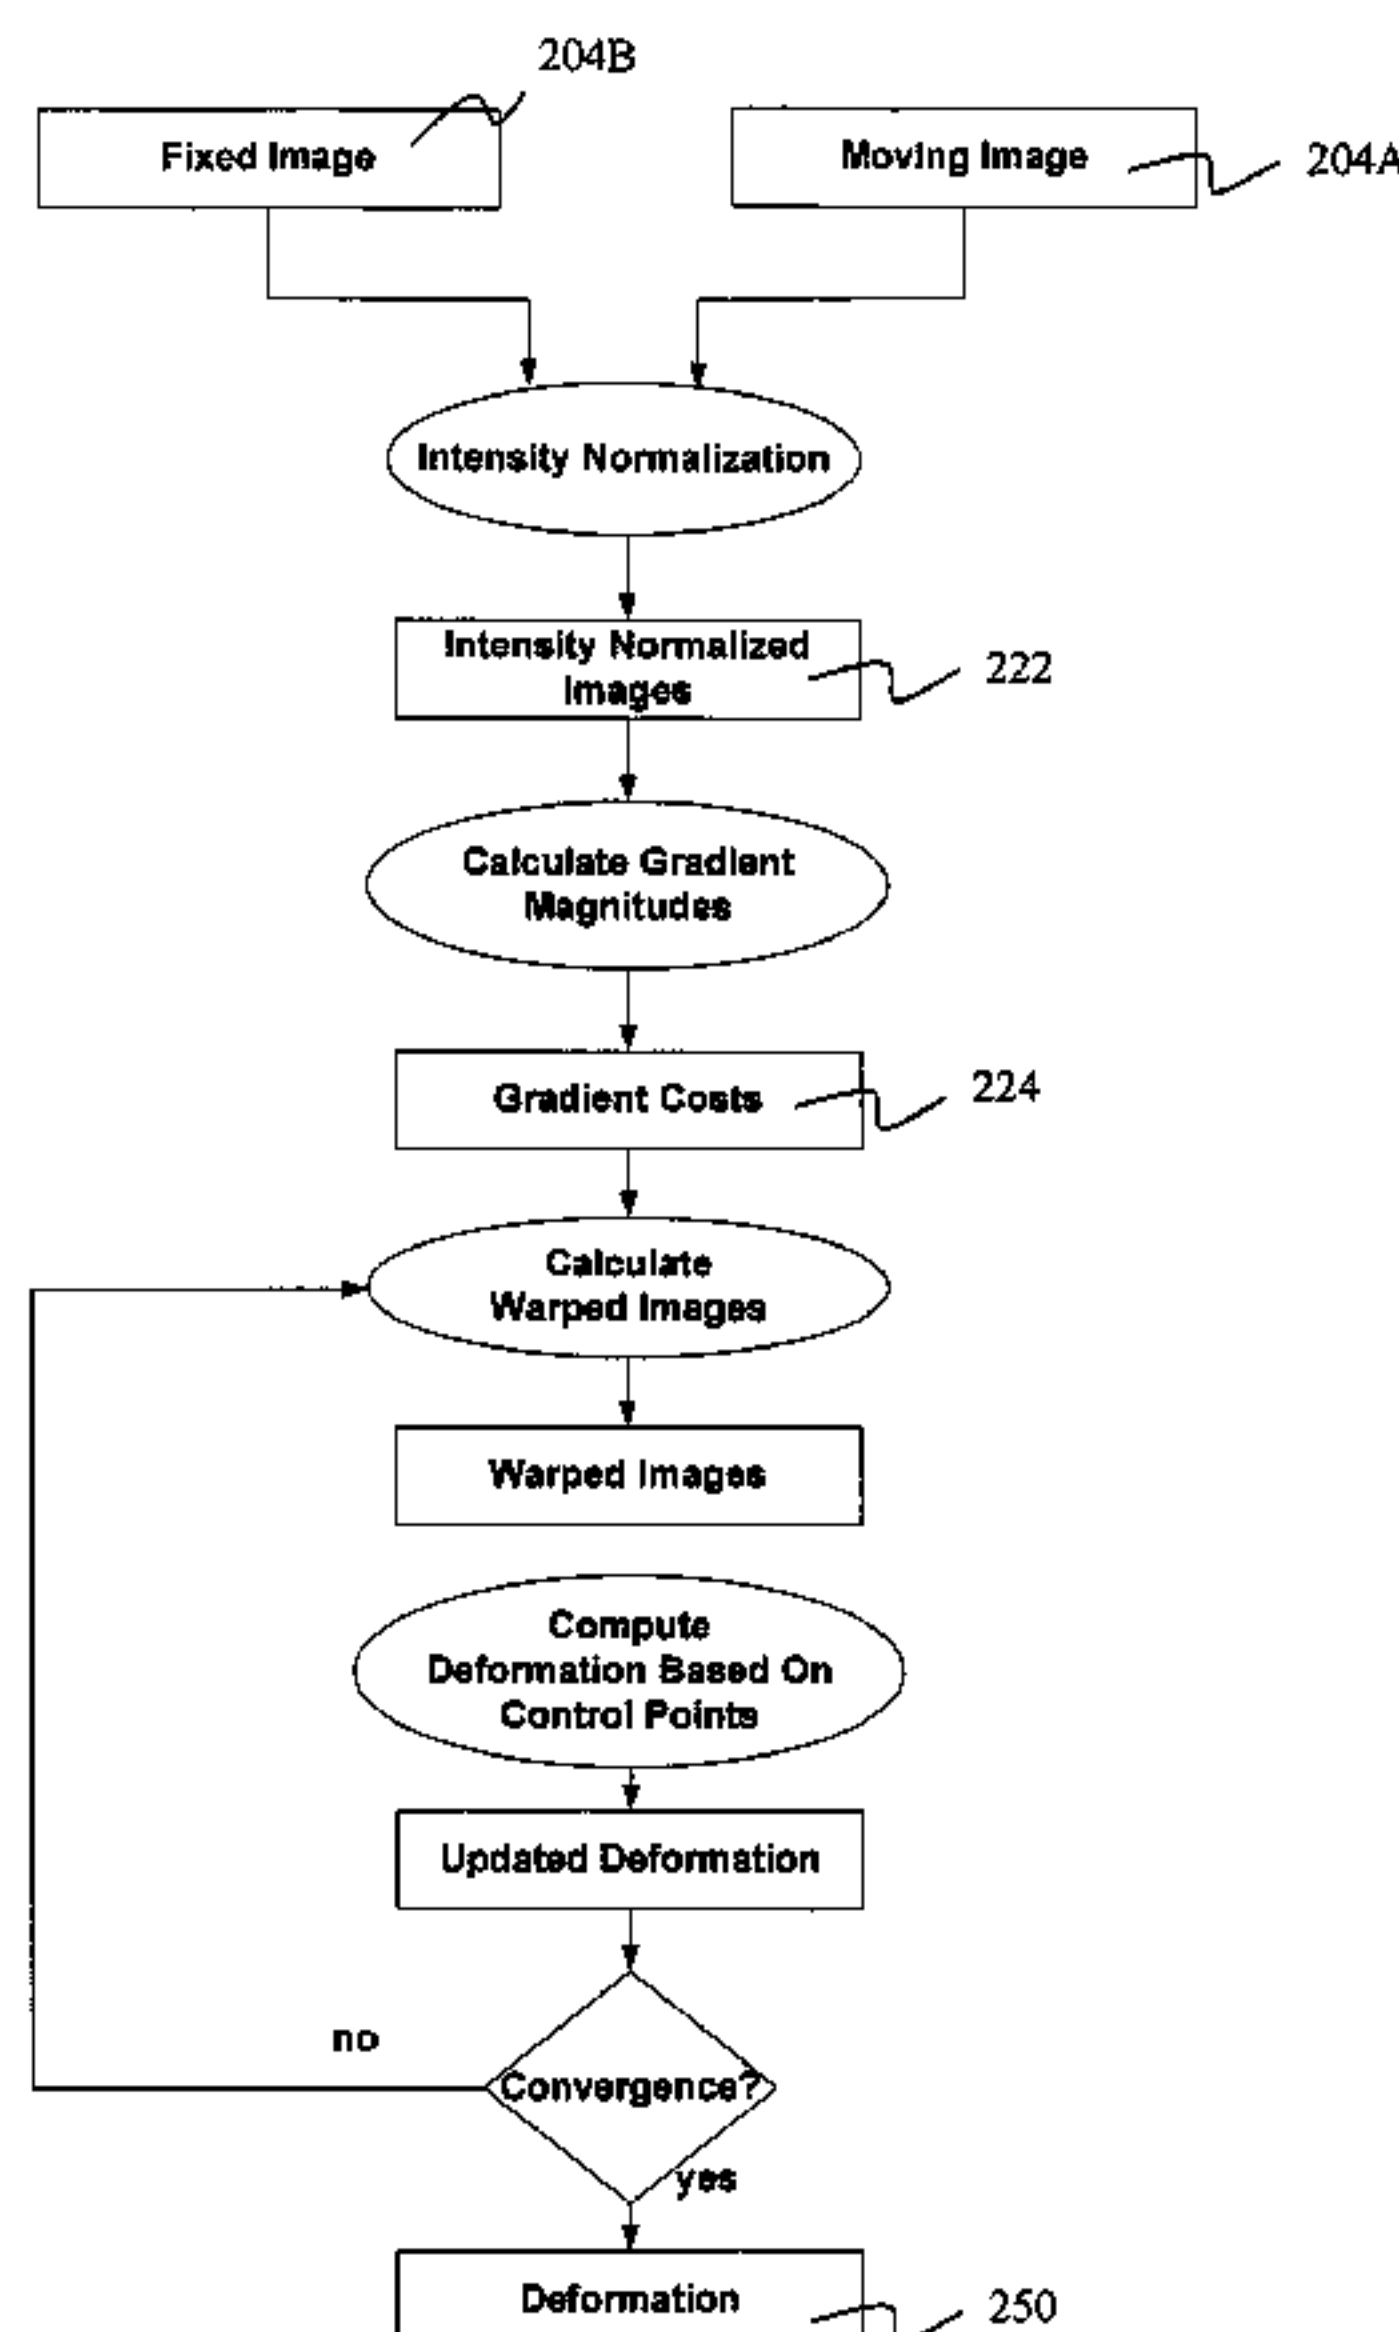 204B
Fixed Image
Moving Image
204A
Intensity Normalization
Intensity Normalized
Images
222
Calculate Gradient
Magnitudes
Gradient Costs
224
Calculate
Warped Images
Warped Images
Compute
Deformation Based On
Control Points
Updated Deformation
no
Convergence?
yes
Deformation
250